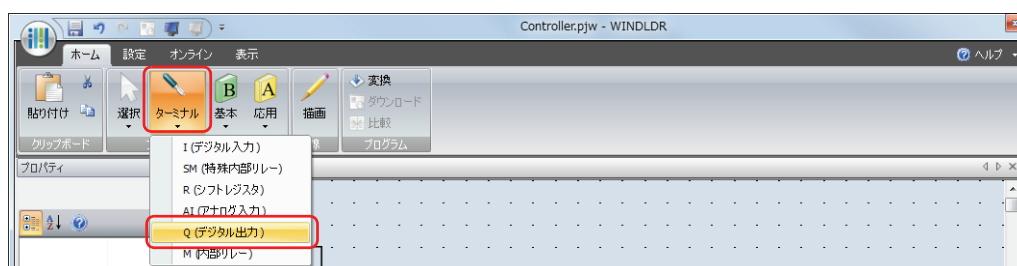 Controller.pjw - WINDLDR
ホーム 設定 オンライン 表示 ヘルプ
貼り付け 選択 ターミナル B 基本 A 応用 描画 変換
ダウンロード
比較
クリップボード プログラム
I (デジタル入力)
SM (特殊内部リレー)
R (シフトレジスタ)
AI (アナログ入力)
Q (デジタル出力)
M (内部リレー)
プロパティ